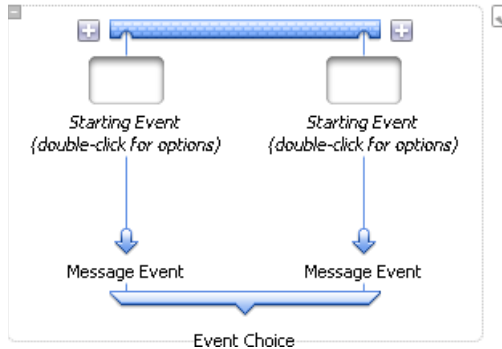 Starting Event
(double-click for options)
Starting Event
(double-click for options)
Message Event
Message Event
Event Choice